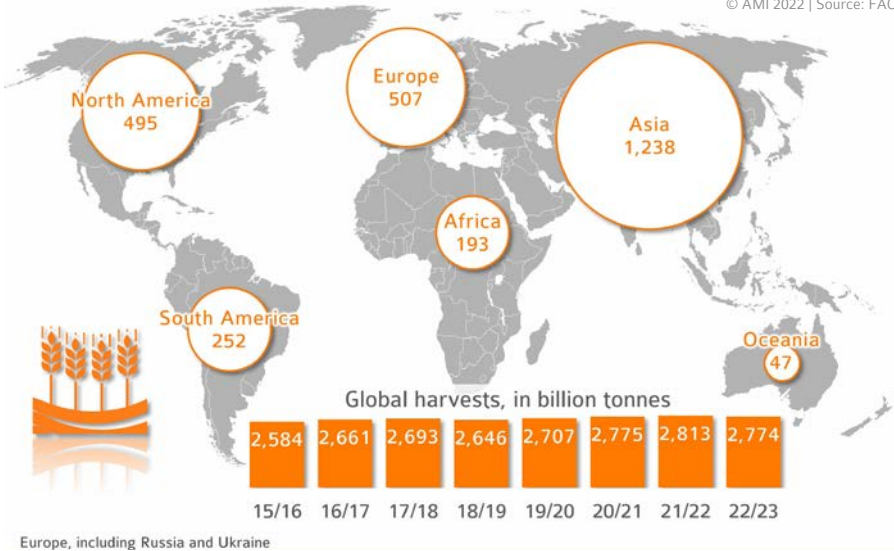 © AMI 2022 | Source: FAO
North America
495
Europe
507
Asia
1,238
Africa
193
South America
252
Oceania
47
Global harvests, in billion tonnes
2,584 2,661 2,693 2,646 2,707 2,775 2,813 2,774
15/16 16/17 17/18 18/19 19/20 20/21 21/22 22/23
Europe, including Russia and Ukraine